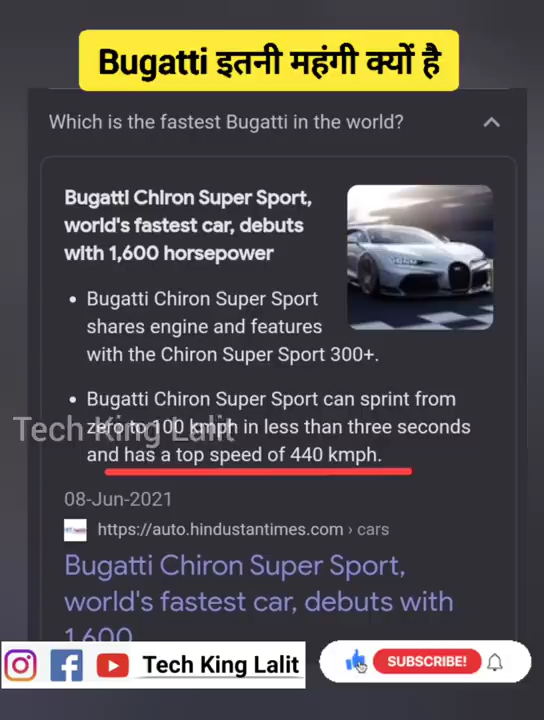 Bugatti इतनी महंगी क्यों है
Which is the fastest Bugatti in the world?
Bugatti Chiron Super Sport,
world's fastest car, debuts
with 1,600 horsepower
• Bugatti Chiron Super Sport
shares engine and features
with the Chiron Super Sport 300+.
• Bugatti Chiron Super Sport can sprint from
zero to 100 kmph in less than three seconds
and has a top speed of 440 kmph.
Tech King Lalit
08-Jun-2021
https://auto.hindustantimes.com › cars
Bugatti Chiron Super Sport,
world's fastest car, debuts with
1,600
Tech King Lalit
SUBSCRIBE!